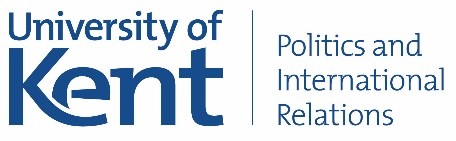 University of
Kent
Politics and
International
Relations